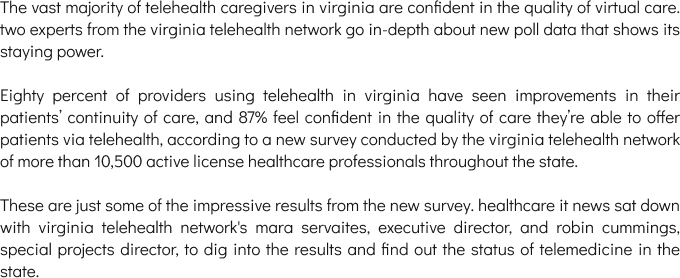 The vast majority of telehealth caregivers in virginia are confident in the quality of virtual care.
two experts from the virginia telehealth network go in-depth about new poll data that shows its
staying power.
Eighty percent of providers using telehealth in virginia have seen improvements in their
patients’ continuity of care, and 87% feel confident in the quality of care they’re able to offer
patients via telehealth, according to a new survey conducted by the virginia telehealth network
of more than 10,500 active license healthcare professionals throughout the state.
These are just some of the impressive results from the new survey. healthcare it news sat down
with virginia telehealth network's mara servaites, executive director, and robin cummings,
special projects director, to dig into the results and find out the status of telemedicine in the
state.